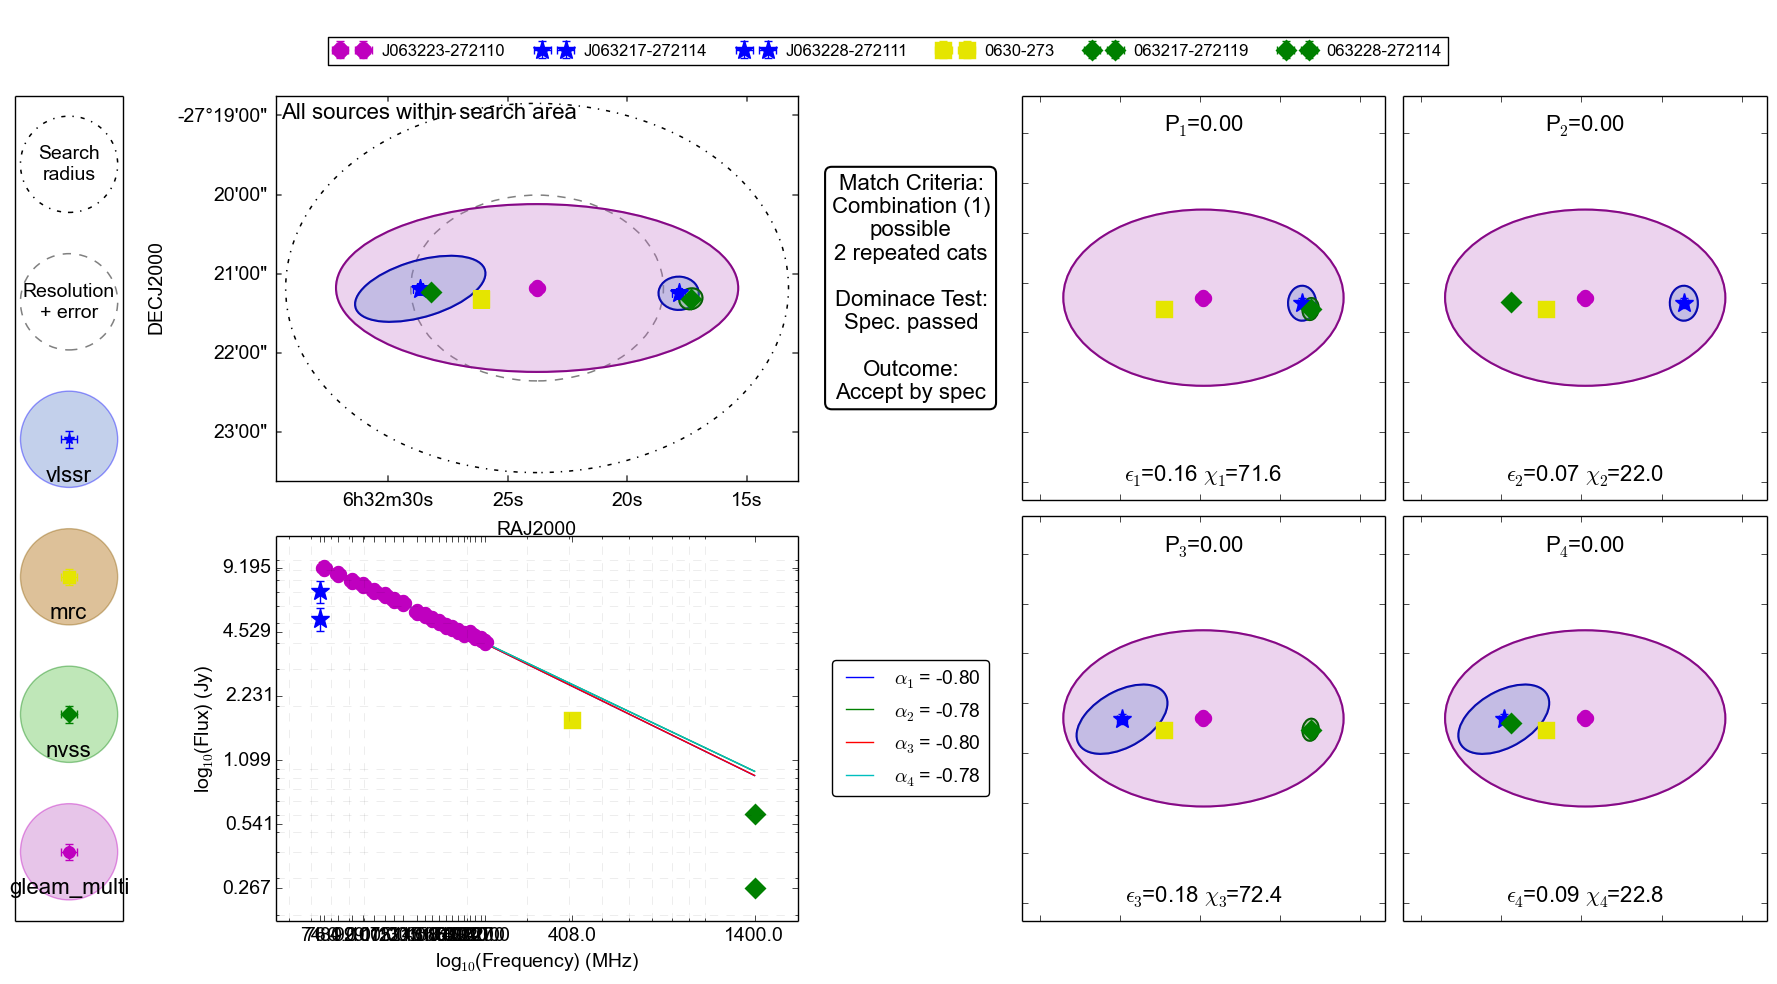 J063223-272110 J063217-272114 J063228-272111 0630-273 063217-272119 063228-272114
Search
radius
Resolution
+ error
vlssr
mrc
nvss
gleam_multi
All sources within search area
-27°19'00"
20'00"
21'00"
22'00"
23'00"
DECJ2000
6h32m30s 25s 20s 15s
RAJ2000
9.195
4.529
2.231
1.099
0.541
0.267
log10(Flux) (Jy)
408.0 1400.0
log10(Frequency) (MHz)
Match Criteria:
Combination (1)
possible
2 repeated cats
Dominace Test:
Spec. passed
Outcome:
Accept by spec
α1 = -0.80
α2 = -0.78
α3 = -0.80
α4 = -0.78
P1=0.00
ϵ1=0.16 χ1=71.6
P2=0.00
ϵ2=0.07 χ2=22.0
P3=0.00
ϵ3=0.18 χ3=72.4
P4=0.00
ϵ4=0.09 χ4=22.8